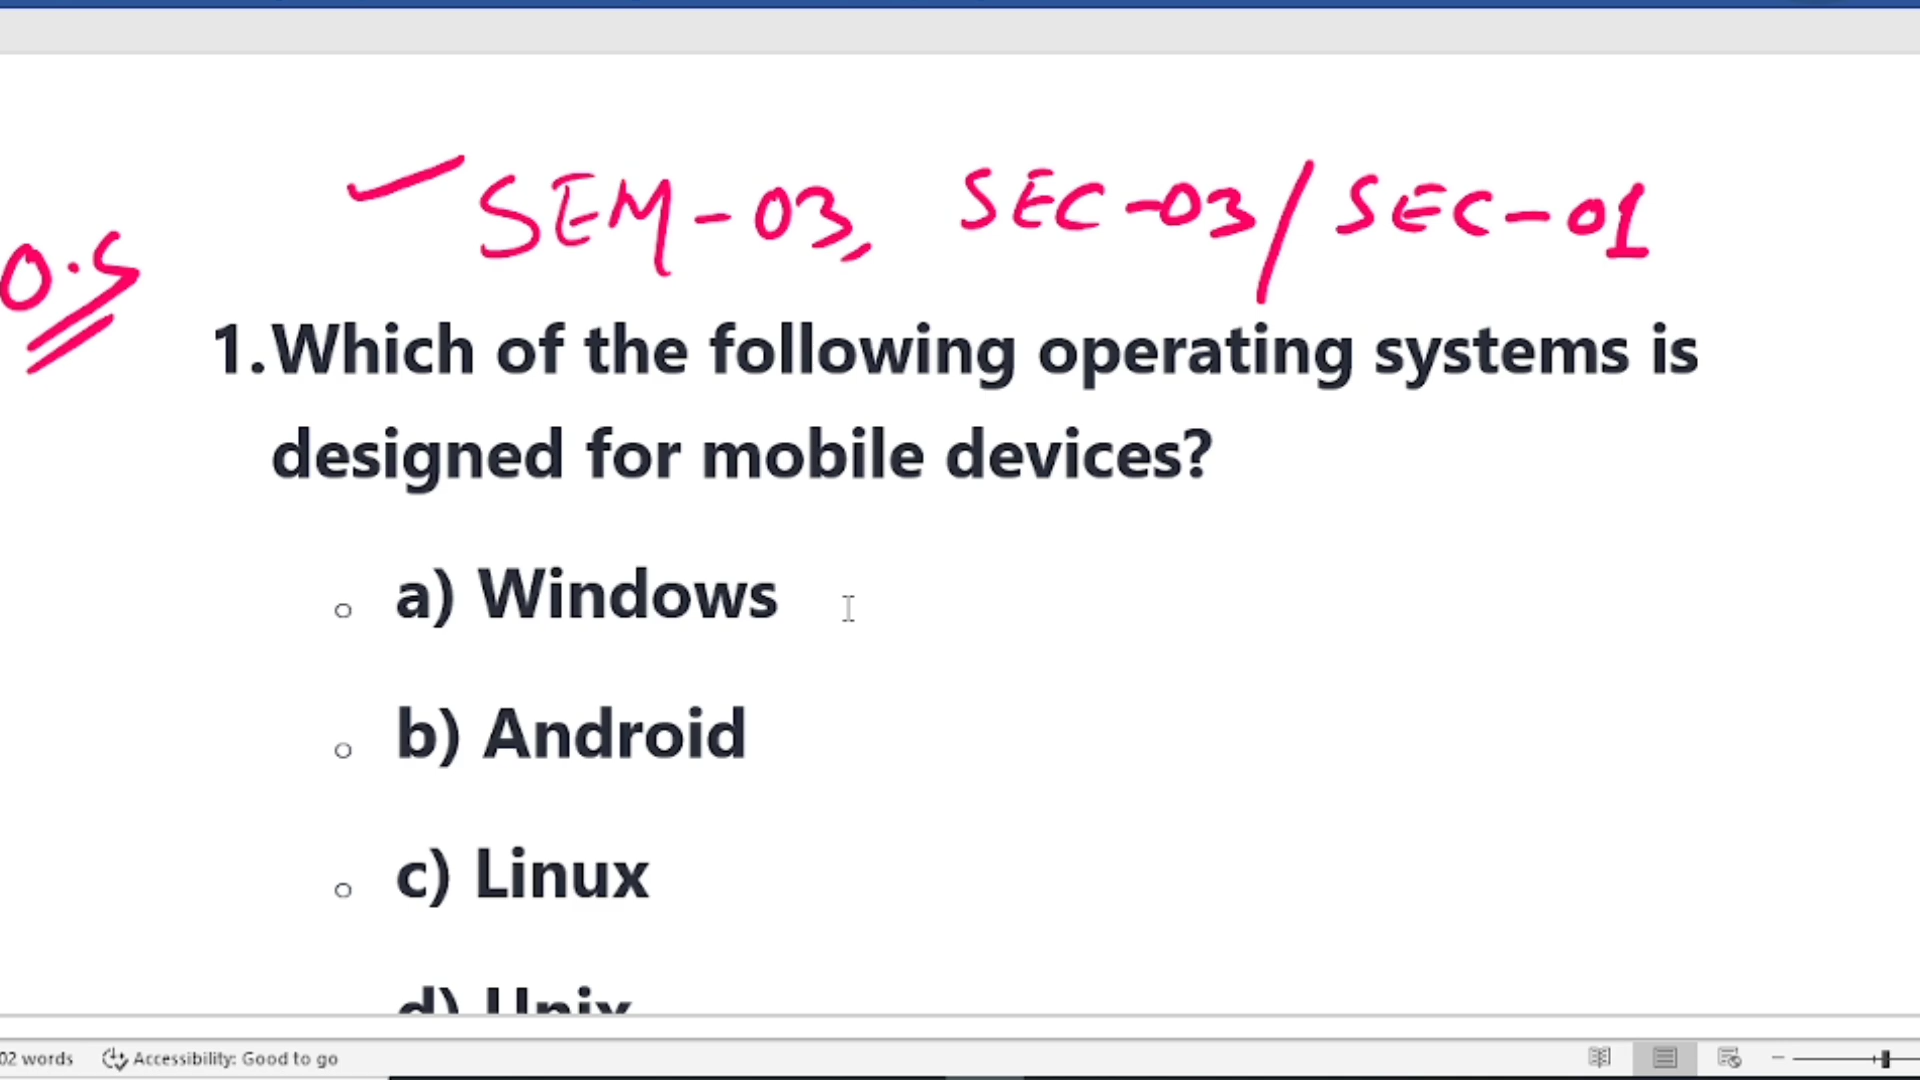 SEM-03, SEC-03/SEC-01
O.S
1.Which of the following operating systems is
designed for mobile devices?
a) Windows
b) Android
c) Linux
d) Unix
02 words Accessibility: Good to go